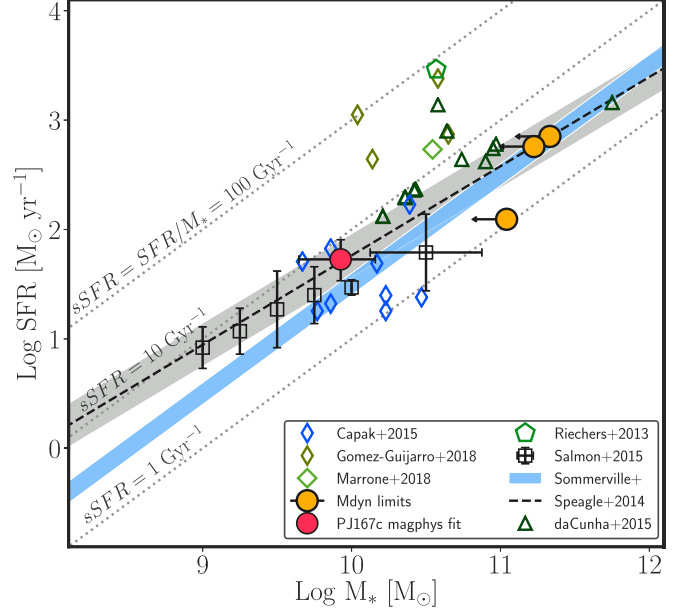 4
3
2
1
0
Log SFR [M⊙ yr⁻¹]
sSFR = SFR/M* = 100 Gyr⁻¹
sSFR = 10 Gyr⁻¹
sSFR = 1 Gyr⁻¹
Capak+2015
Gomez-Guijarro+2018
Marrone+2018
Mdyn limits
PJ167c magphys fit
Riechers+2013
Salmon+2015
Sommerville+
Speagle+2014
daCunha+2015
9 10 11 12
Log M* [M⊙]